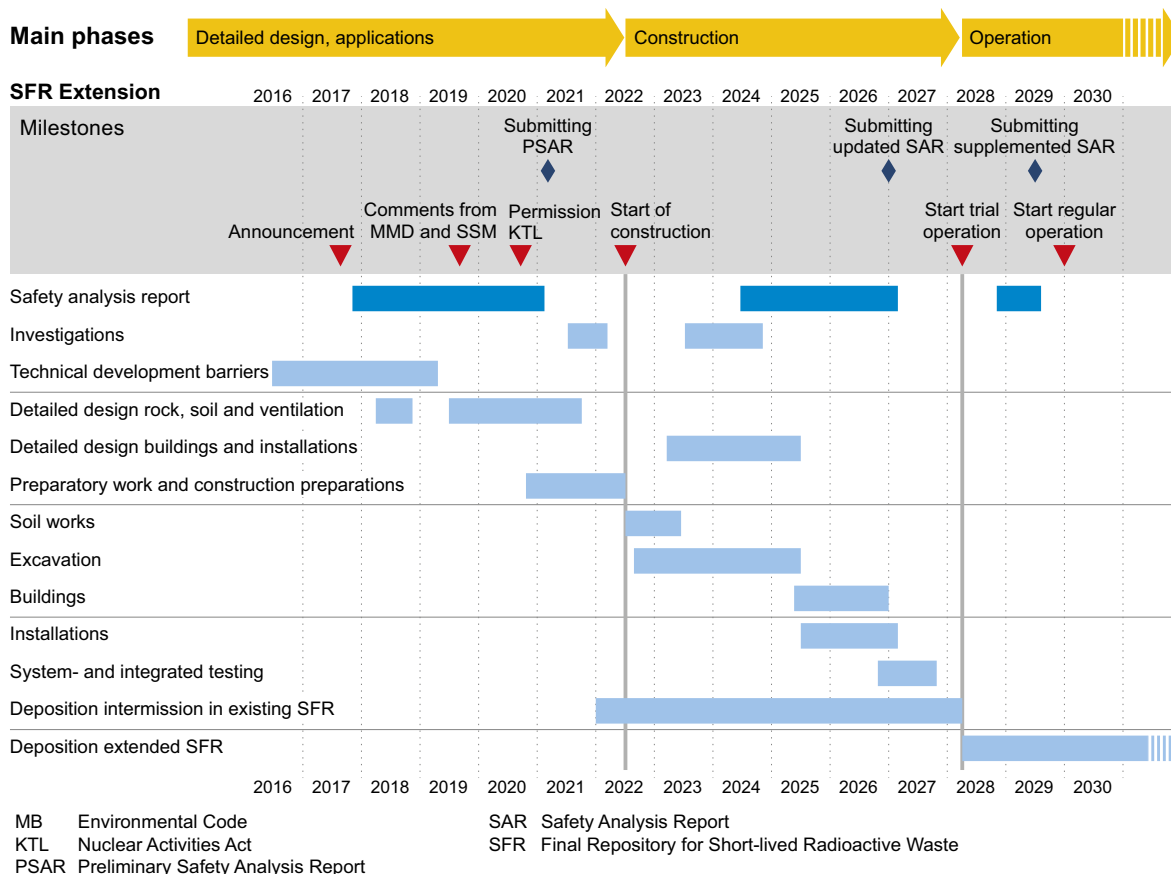 Main phases
Detailed design, applications
Construction
Operation
SFR Extension
2016 2017 2018 2019 2020 2021 2022 2023 2024 2025 2026 2027 2028 2029 2030
Milestones
Submitting
PSAR
Submitting
updated SAR
Submitting
supplemented SAR
Announcement
Comments from
MMD and SSM
Permission
KTL
Start of
construction
Start trial
operation
Start regular
operation
Safety analysis report
Investigations
Technical development barriers
Detailed design rock, soil and ventilation
Detailed design buildings and installations
Preparatory work and construction preparations
Soil works
Excavation
Buildings
Installations
System- and integrated testing
Deposition intermission in existing SFR
Deposition extended SFR
2016 2017 2018 2019 2020 2021 2022 2023 2024 2025 2026 2027 2028 2029 2030
MB Environmental Code
KTL Nuclear Activities Act
PSAR Preliminary Safety Analysis Report
SAR Safety Analysis Report
SFR Final Repository for Short-lived Radioactive Waste